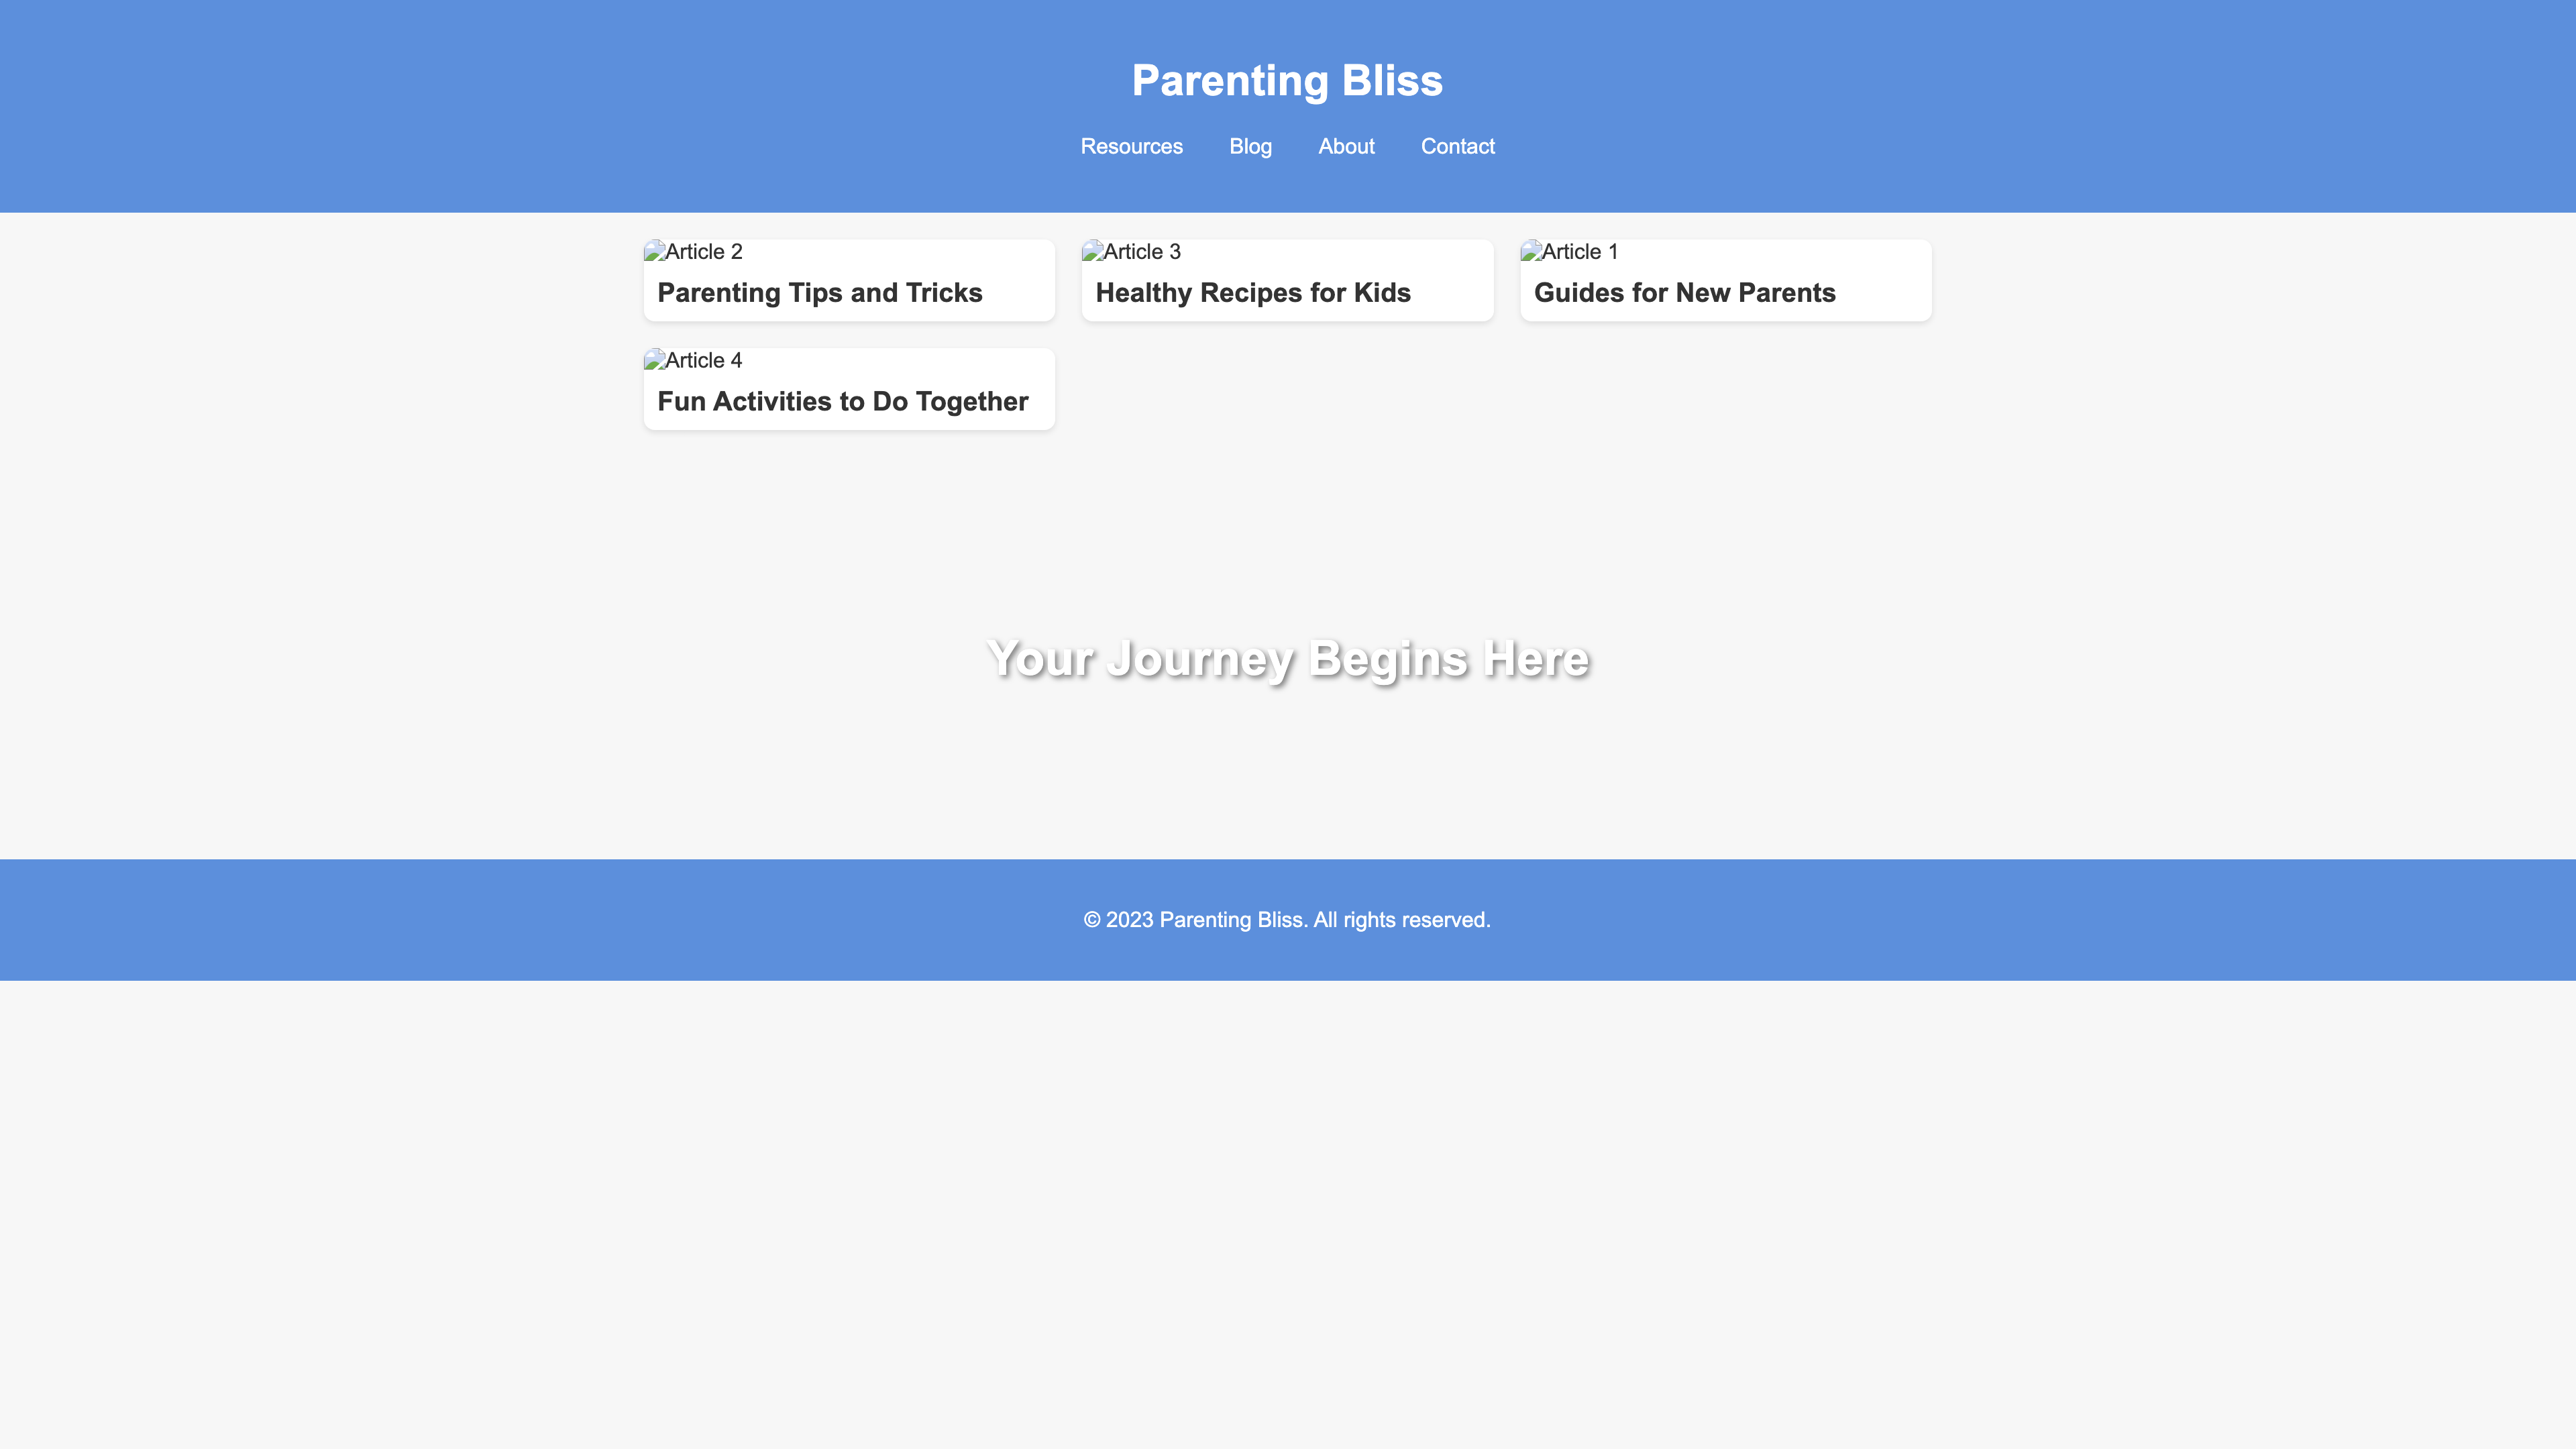 Parenting Bliss
Resources Blog About Contact
Article 2
Parenting Tips and Tricks
Article 3
Healthy Recipes for Kids
Article 1
Guides for New Parents
Article 4
Fun Activities to Do Together
Your Journey Begins Here
© 2023 Parenting Bliss. All rights reserved.